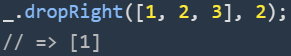 _.dropRight([1, 2, 3], 2);
// => [1]